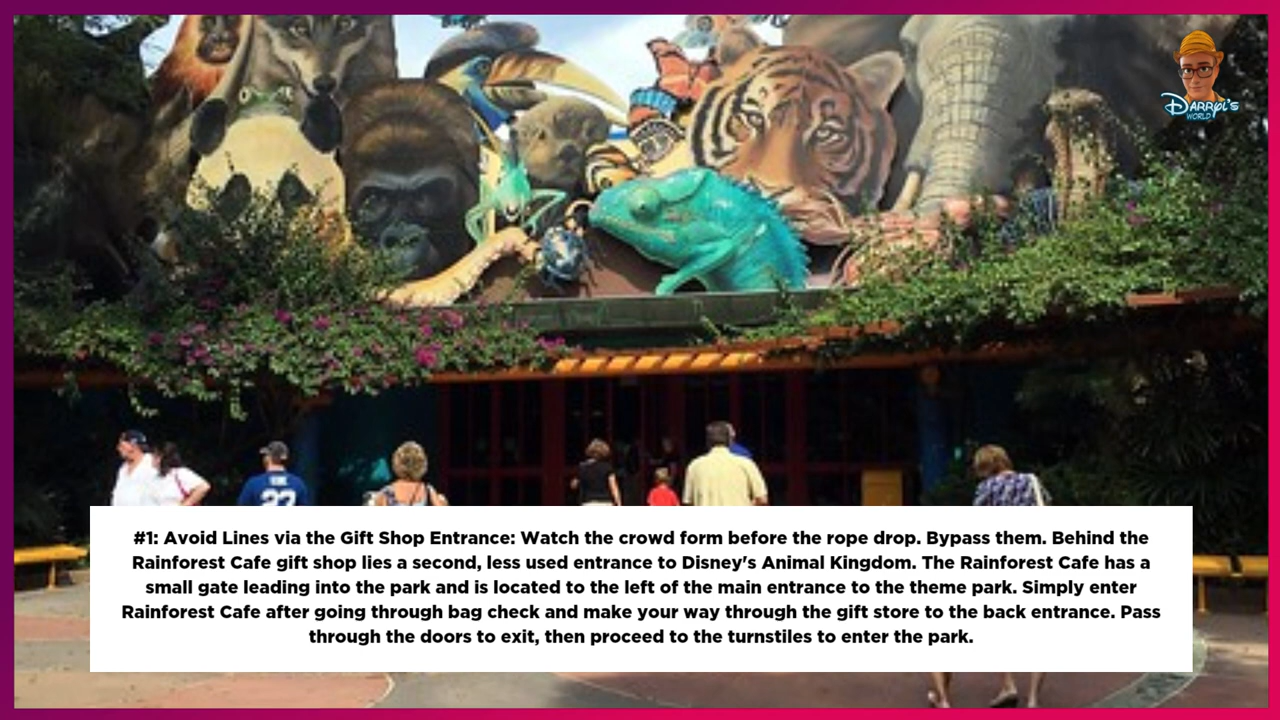 DARRYL'S
WORLD
#1: Avoid Lines via the Gift Shop Entrance: Watch the crowd form before the rope drop. Bypass them. Behind the
Rainforest Cafe gift shop lies a second, less used entrance to Disney's Animal Kingdom. The Rainforest Cafe has a
small gate leading into the park and is located to the left of the main entrance to the theme park. Simply enter
Rainforest Cafe after going through bag check and make your way through the gift store to the back entrance. Pass
through the doors to exit, then proceed to the turnstiles to enter the park.